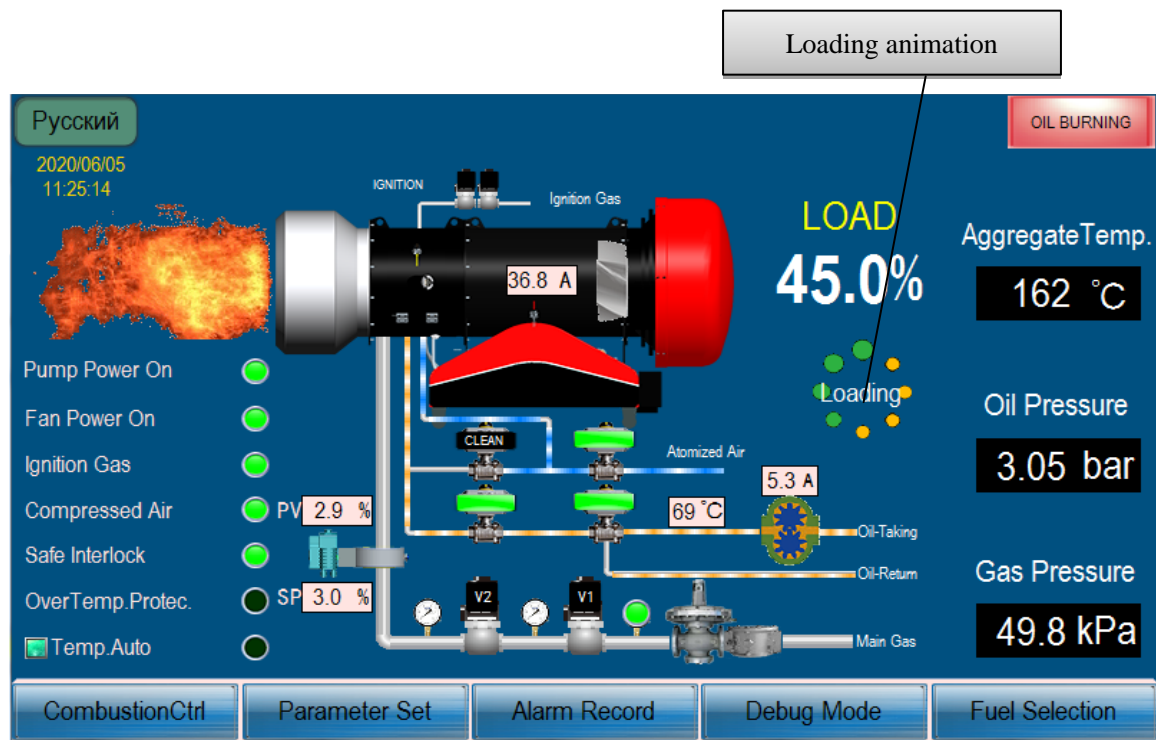 Loading animation
Русский
OIL BURNING
2020/06/05
11:25:14
IGNITION
Ignition Gas
LOAD
45.0%
AggregateTemp.
162 °C
36.8 A
Loading
Pump Power On
Fan Power On
Ignition Gas
Compressed Air
Safe Interlock
OverTemp.Protec.
Temp.Auto
PV 2.9 %
SP 3.0 %
CLEAN
Atomized Air
5.3 A
69 °C
Oil-Taking
Oil-Return
V2
V1
Main Gas
Oil Pressure
3.05 bar
Gas Pressure
49.8 kPa
CombustionCtrl
Parameter Set
Alarm Record
Debug Mode
Fuel Selection